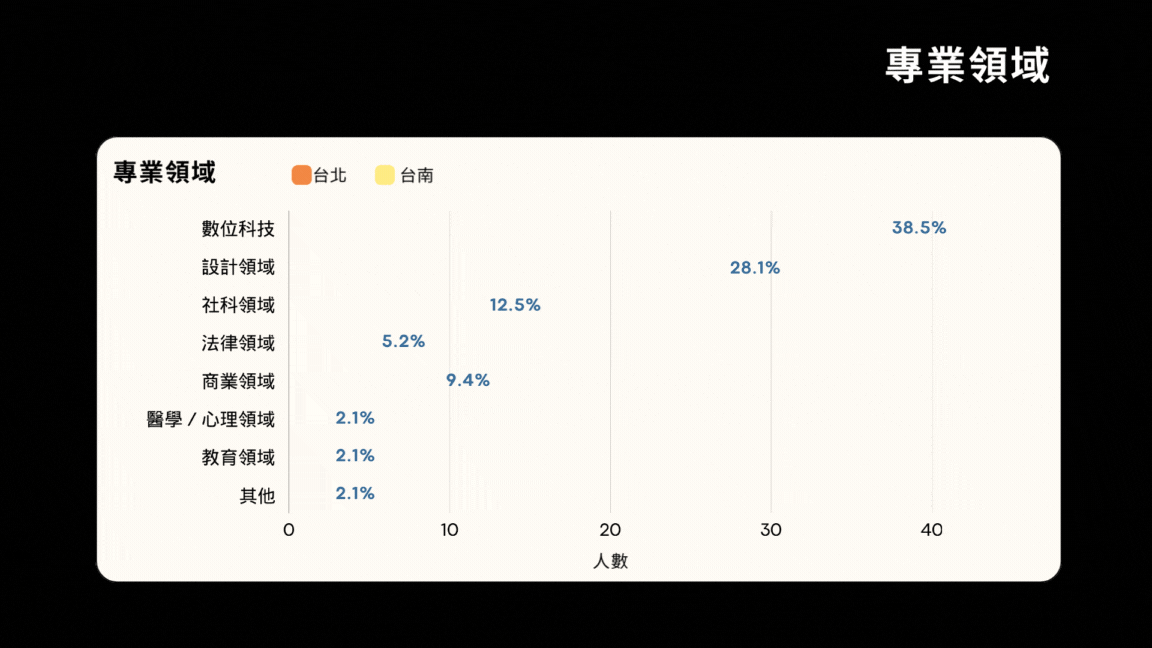 專業領域
專業領域
台北 台南
數位科技 38.5%
設計領域 28.1%
社科領域 12.5%
法律領域 5.2%
商業領域 9.4%
醫學 / 心理領域 2.1%
教育領域 2.1%
其他 2.1%
0 10 20 30 40
人數